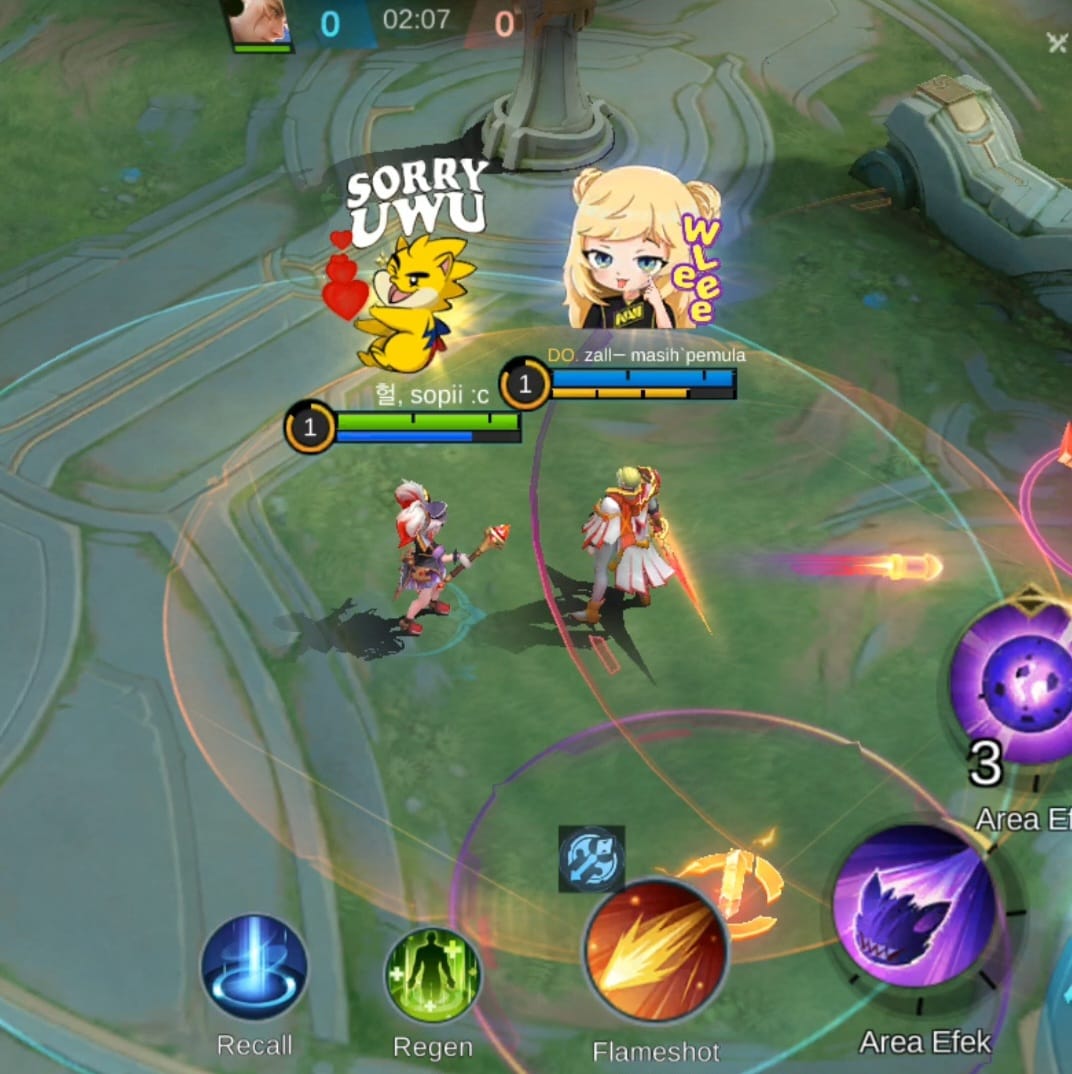 0 02:07 0
SORRY
UWU
WLeee
DO. zall— masih`pemula
1
헐, sopii :c
1
3
Area Ef
Recall
Regen
Flameshot
Area Efek